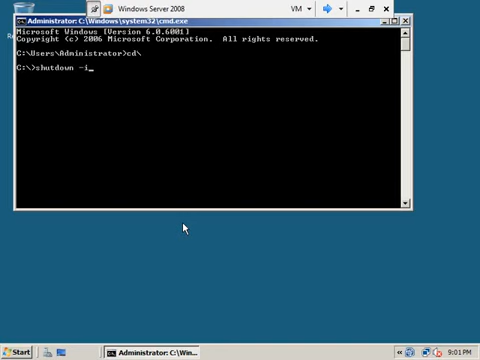 Windows Server 2008
VM
Administrator: C:\Windows\system32\cmd.exe
Microsoft Windows [Version 6.0.6001]
Copyright (c) 2006 Microsoft Corporation.  All rights reserved.
C:\Users\Administrator>cd\
C:\>shutdown -i_
Start
Administrator: C:\Win...
9:01 PM